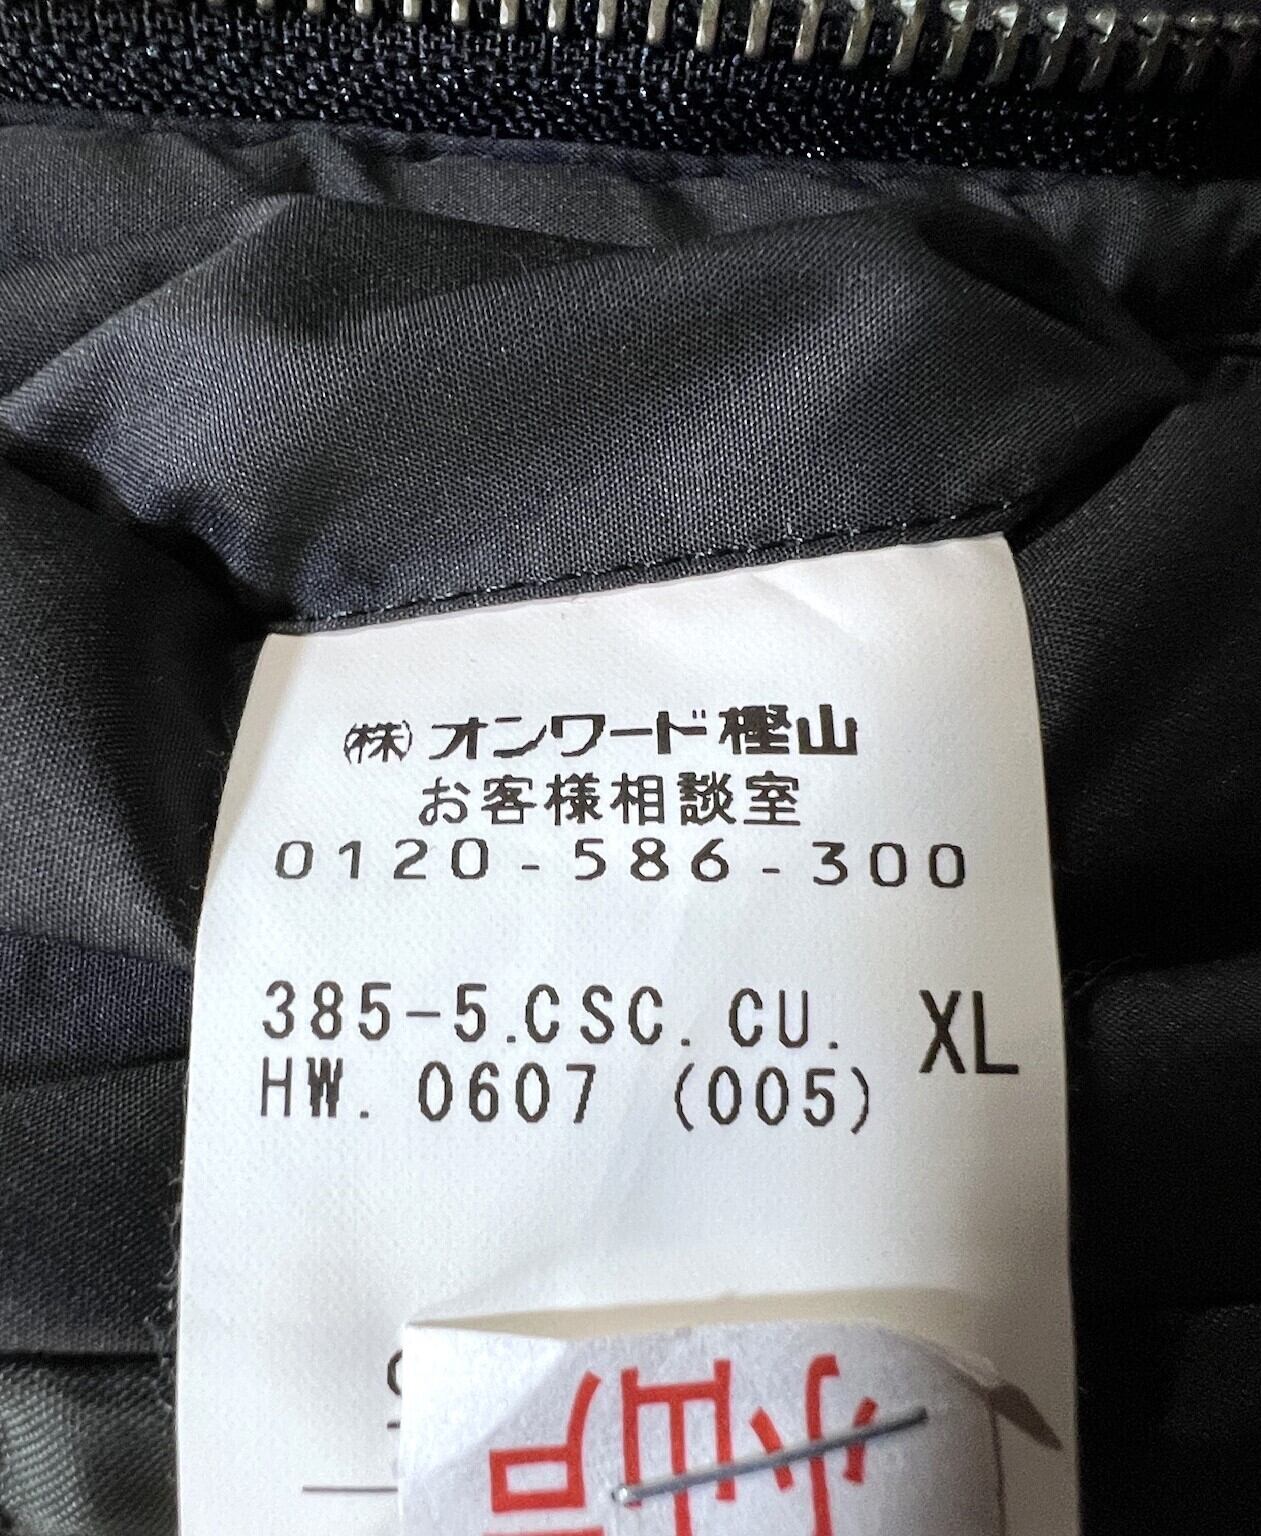 ㈱オンワード樫山
お客様相談室
0120-586-300
385-5.CSC.CU. XL
HW. 0607 (005)